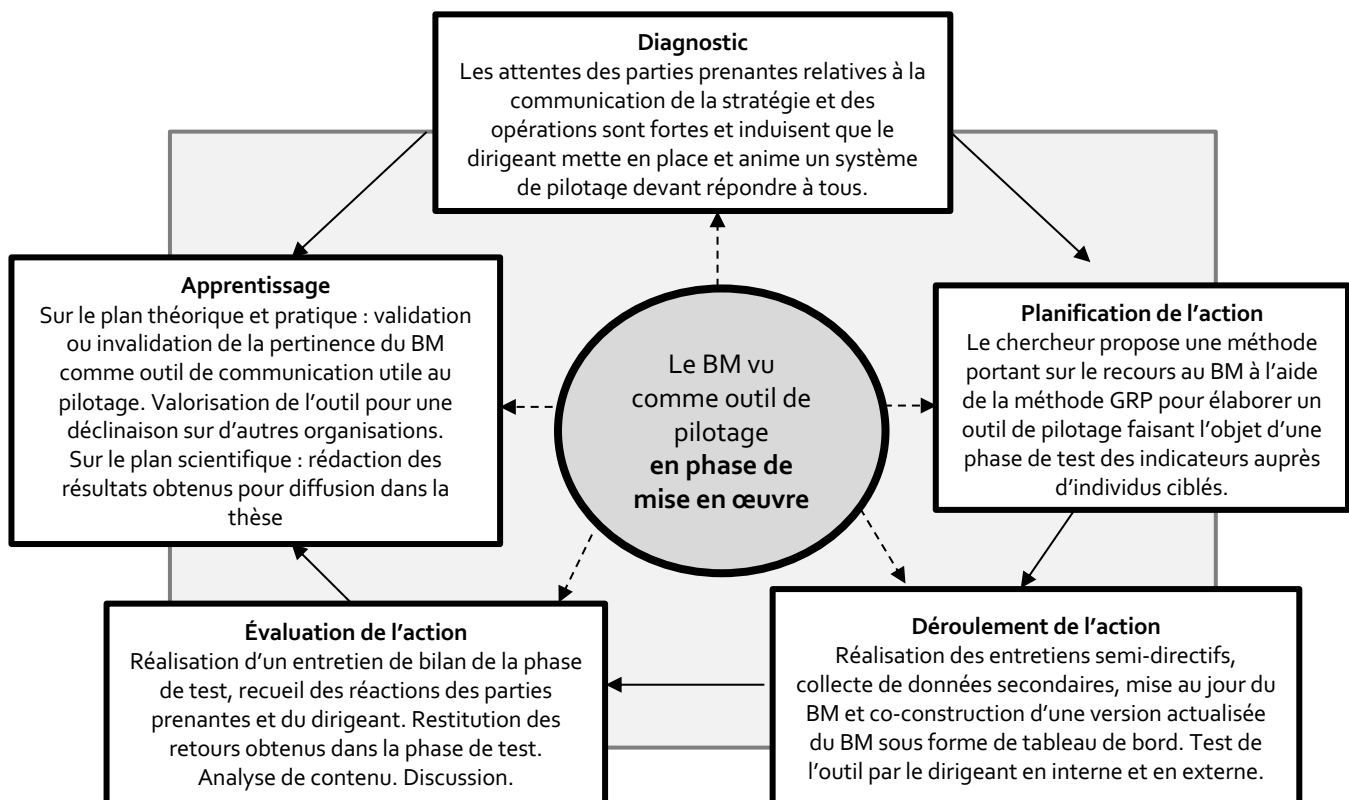 Diagnostic
Les attentes des parties prenantes relatives à la
communication de la stratégie et des
opérations sont fortes et induisent que le
dirigeant mette en place et anime un système
de pilotage devant répondre à tous.
Apprentissage
Sur le plan théorique et pratique : validation
ou invalidation de la pertinence du BM
comme outil de communication utile au
pilotage. Valorisation de l’outil pour une
déclinaison sur d’autres organisations.
Sur le plan scientifique : rédaction des
résultats obtenus pour diffusion dans la
thèse
Le BM vu
comme outil de
pilotage
en phase de
mise en œuvre
Planification de l’action
Le chercheur propose une méthode
portant sur le recours au BM à l’aide
de la méthode GRP pour élaborer un
outil de pilotage faisant l’objet d’une
phase de test des indicateurs auprès
d’individus ciblés.
Évaluation de l’action
Réalisation d’un entretien de bilan de la phase
de test, recueil des réactions des parties
prenantes et du dirigeant. Restitution des
retours obtenus dans la phase de test.
Analyse de contenu. Discussion.
Déroulement de l’action
Réalisation des entretiens semi-directifs,
collecte de données secondaires, mise au jour du
BM et co-construction d’une version actualisée
du BM sous forme de tableau de bord. Test de
l’outil par le dirigeant en interne et en externe.